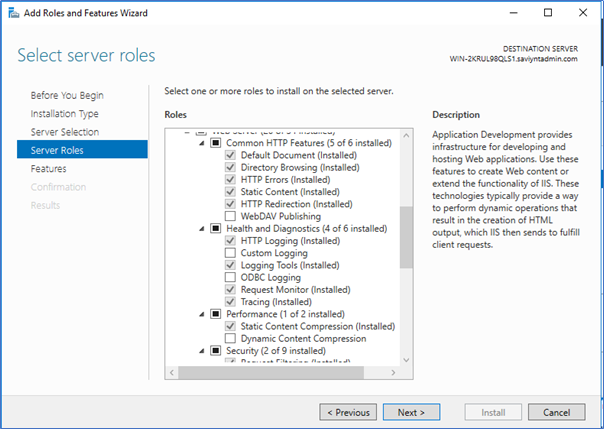 Add Roles and Features Wizard
Select server roles
DESTINATION SERVER
WIN-2KRUL98QLS1.saviyntadmin.com
Before You Begin
Installation Type
Server Selection
Server Roles
Features
Confirmation
Results
Select one or more roles to install on the selected server.
Roles
Common HTTP Features (5 of 6 installed)
Default Document (Installed)
Directory Browsing (Installed)
HTTP Errors (Installed)
Static Content (Installed)
HTTP Redirection (Installed)
WebDAV Publishing
Health and Diagnostics (4 of 6 installed)
HTTP Logging (Installed)
Custom Logging
Logging Tools (Installed)
ODBC Logging
Request Monitor (Installed)
Tracing (Installed)
Performance (1 of 2 installed)
Static Content Compression (Installed)
Dynamic Content Compression
Security (2 of 9 installed)
Request Filtering (Installed)
Description
Application Development provides
infrastructure for developing and
hosting Web applications. Use these
features to create Web content or
extend the functionality of IIS. These
technologies typically provide a way
to perform dynamic operations that
result in the creation of HTML
output, which IIS then sends to fulfill
client requests.
< Previous
Next >
Install
Cancel